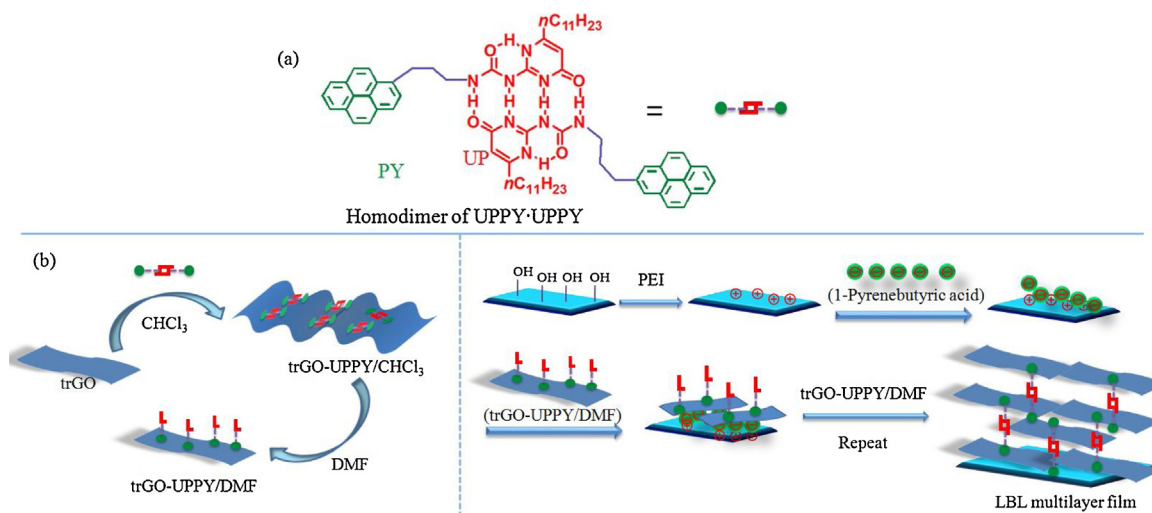 (a)
nC11H23
H
O
N
N
N
N
O
H
H
H
H
H
H
O
N
N
N
N
N
H
O
PY
UP
=
nC11H23
Homodimer of UPPY·UPPY
(b)
CHCl3
trGO
trGO-UPPY/CHCl3
DMF
trGO-UPPY/DMF
OH OH OH OH
PEI
(1-Pyrenebutyric acid)
L L L L
(trGO-UPPY/DMF)
trGO-UPPY/DMF
Repeat
LBL multilayer film